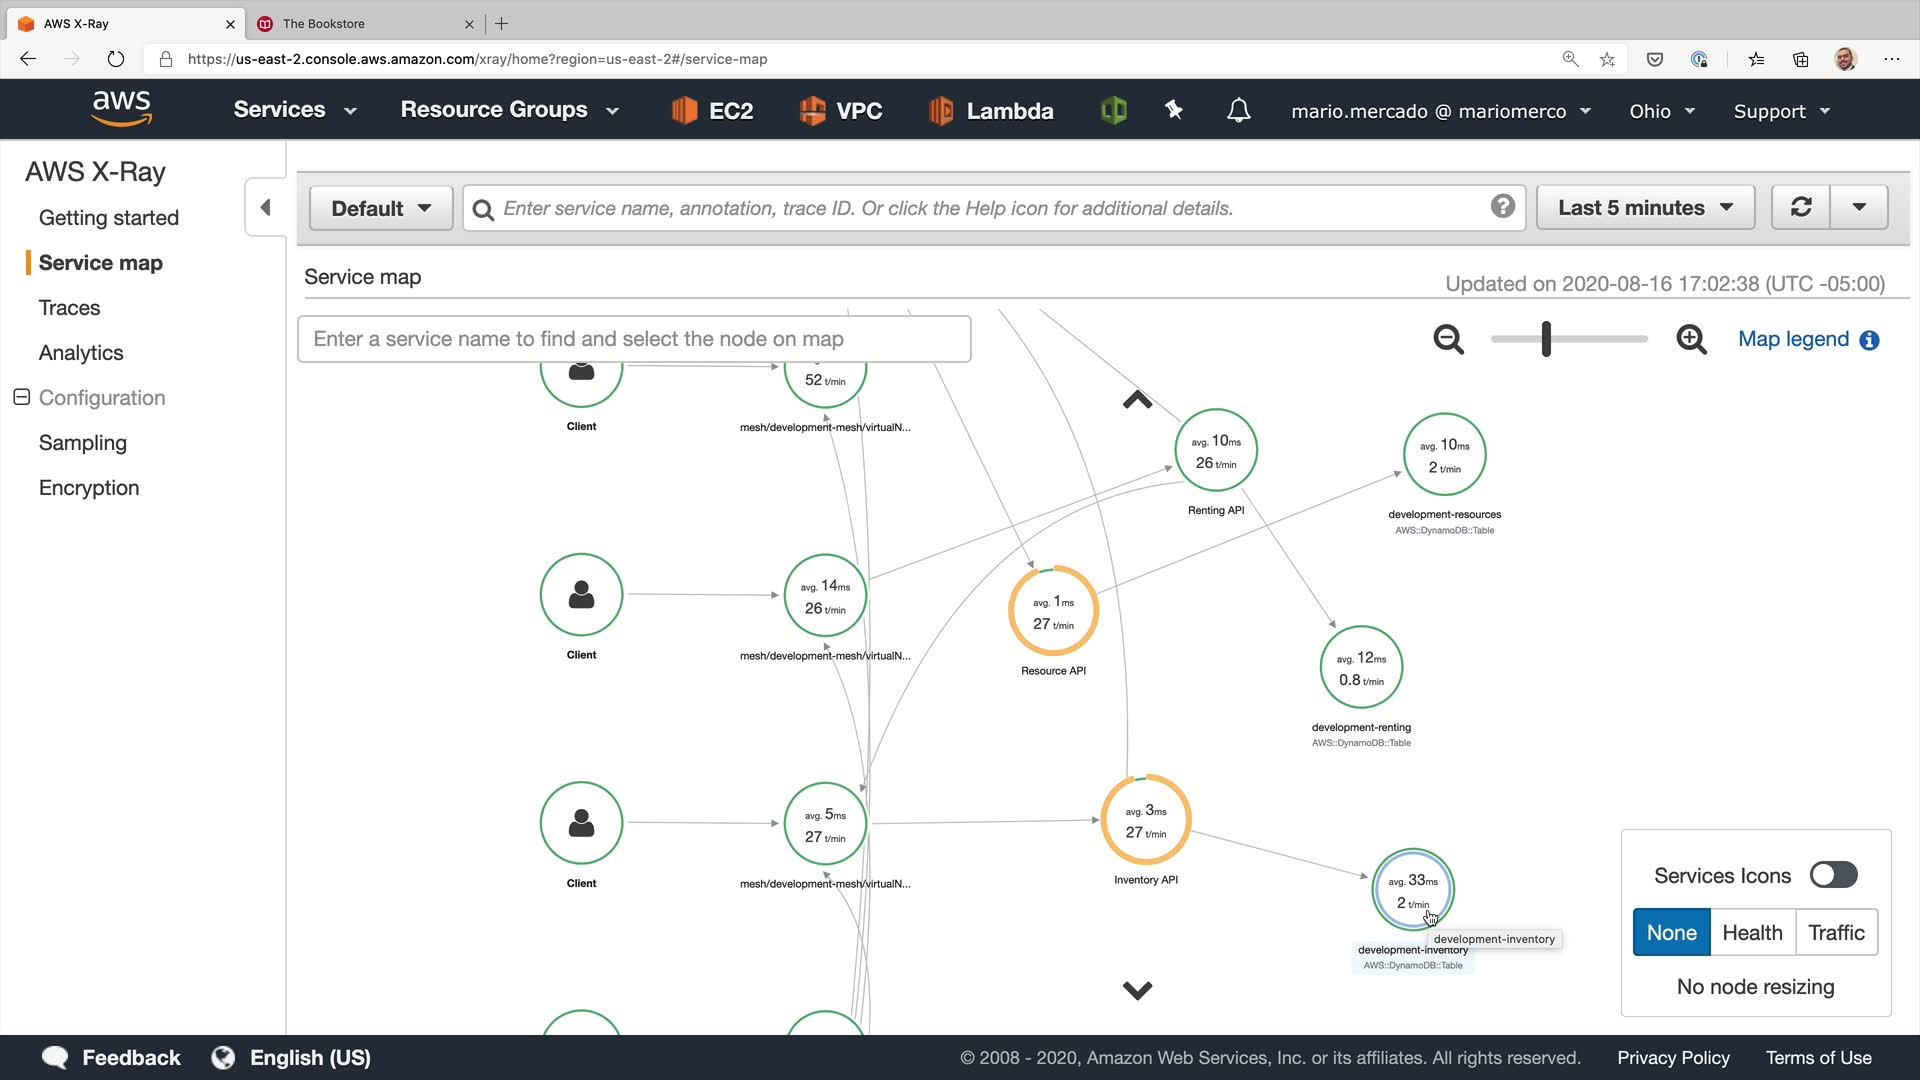 AWS X-Ray
The Bookstore
https://us-east-2.console.aws.amazon.com/xray/home?region=us-east-2#/service-map
aws
Services
Resource Groups
EC2
VPC
Lambda
mario.mercado @ mariomerco
Ohio
Support
AWS X-Ray
Getting started
Service map
Traces
Analytics
Configuration
Sampling
Encryption
Default
Enter service name, annotation, trace ID. Or click the Help icon for additional details.
?
Last 5 minutes
Service map
Updated on 2020-08-16 17:02:38 (UTC -05:00)
Enter a service name to find and select the node on map
Map legend
52 t/min
Client
mesh/development-mesh/virtualN...
avg. 10ms
26 t/min
Renting API
avg. 10ms
2 t/min
development-resources
AWS::DynamoDB::Table
avg. 14ms
26 t/min
Client
mesh/development-mesh/virtualN...
avg. 1ms
27 t/min
Resource API
avg. 12ms
0.8 t/min
development-renting
AWS::DynamoDB::Table
avg. 5ms
27 t/min
Client
mesh/development-mesh/virtualN...
avg. 3ms
27 t/min
Inventory API
avg. 33ms
2 t/min
development-inventory
development-inventory
AWS::DynamoDB::Table
Services Icons
None
Health
Traffic
No node resizing
Feedback
English (US)
© 2008 - 2020, Amazon Web Services, Inc. or its affiliates. All rights reserved.
Privacy Policy
Terms of Use